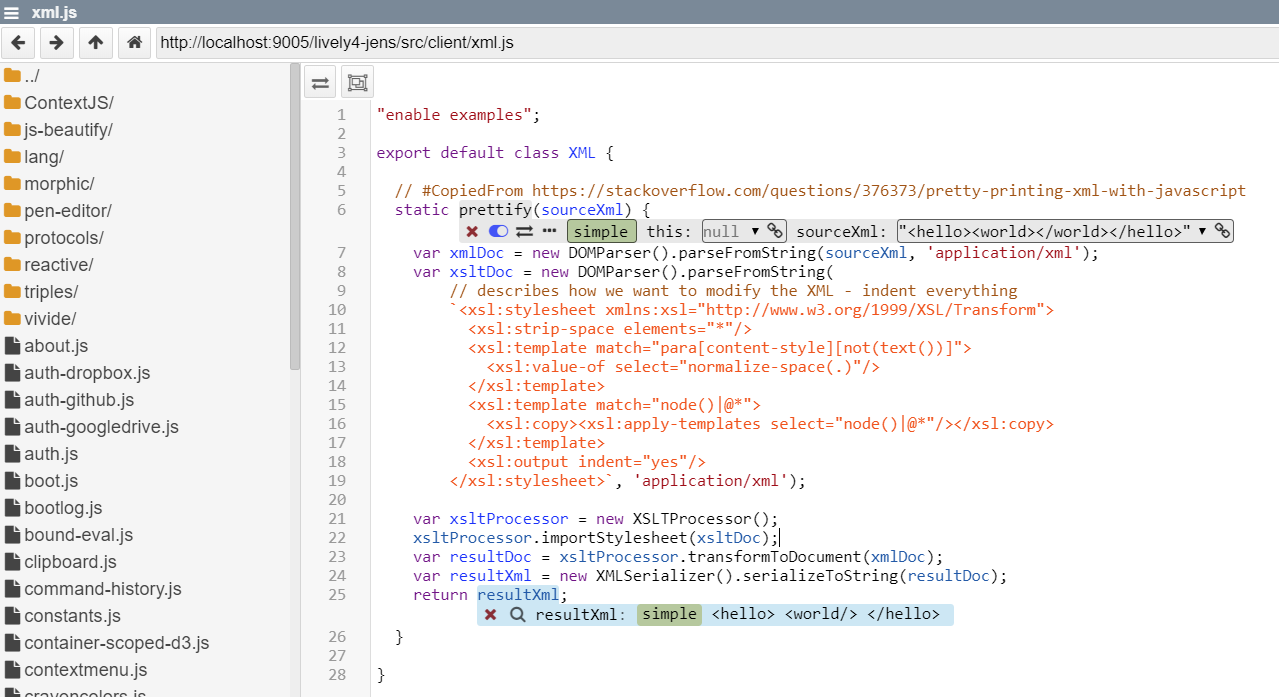 xml.js
http://localhost:9005/lively4-jens/src/client/xml.js
../
ContextJS/
js-beautify/
lang/
morphic/
pen-editor/
protocols/
reactive/
triples/
vivide/
about.js
auth-dropbox.js
auth-github.js
auth-googledrive.js
auth.js
boot.js
bootlog.js
bound-eval.js
clipboard.js
command-history.js
constants.js
container-scoped-d3.js
contextmenu.js
crayoncolors.js
1 "enable examples";
2
3 export default class XML {
4
5 // #CopiedFrom https://stackoverflow.com/questions/376373/pretty-printing-xml-with-javascript
6 static prettify(sourceXml) {
simple this: null ▼ sourceXml: "<hello><world></world></hello>" ▼
7 var xmlDoc = new DOMParser().parseFromString(sourceXml, 'application/xml');
8 var xsltDoc = new DOMParser().parseFromString(
9 // describes how we want to modify the XML - indent everything
10 `<xsl:stylesheet xmlns:xsl="http://www.w3.org/1999/XSL/Transform">
11 <xsl:strip-space elements="*"/>
12 <xsl:template match="para[content-style][not(text())]">
13 <xsl:value-of select="normalize-space(.)"/>
14 </xsl:template>
15 <xsl:template match="node()|@*">
16 <xsl:copy><xsl:apply-templates select="node()|@*"/></xsl:copy>
17 </xsl:template>
18 <xsl:output indent="yes"/>
19 </xsl:stylesheet>`, 'application/xml');
20
21 var xsltProcessor = new XSLTProcessor();
22 xsltProcessor.importStylesheet(xsltDoc);
23 var resultDoc = xsltProcessor.transformToDocument(xmlDoc);
24 var resultXml = new XMLSerializer().serializeToString(resultDoc);
25 return resultXml;
resultXml: simple <hello> <world/> </hello>
26 }
27
28 }